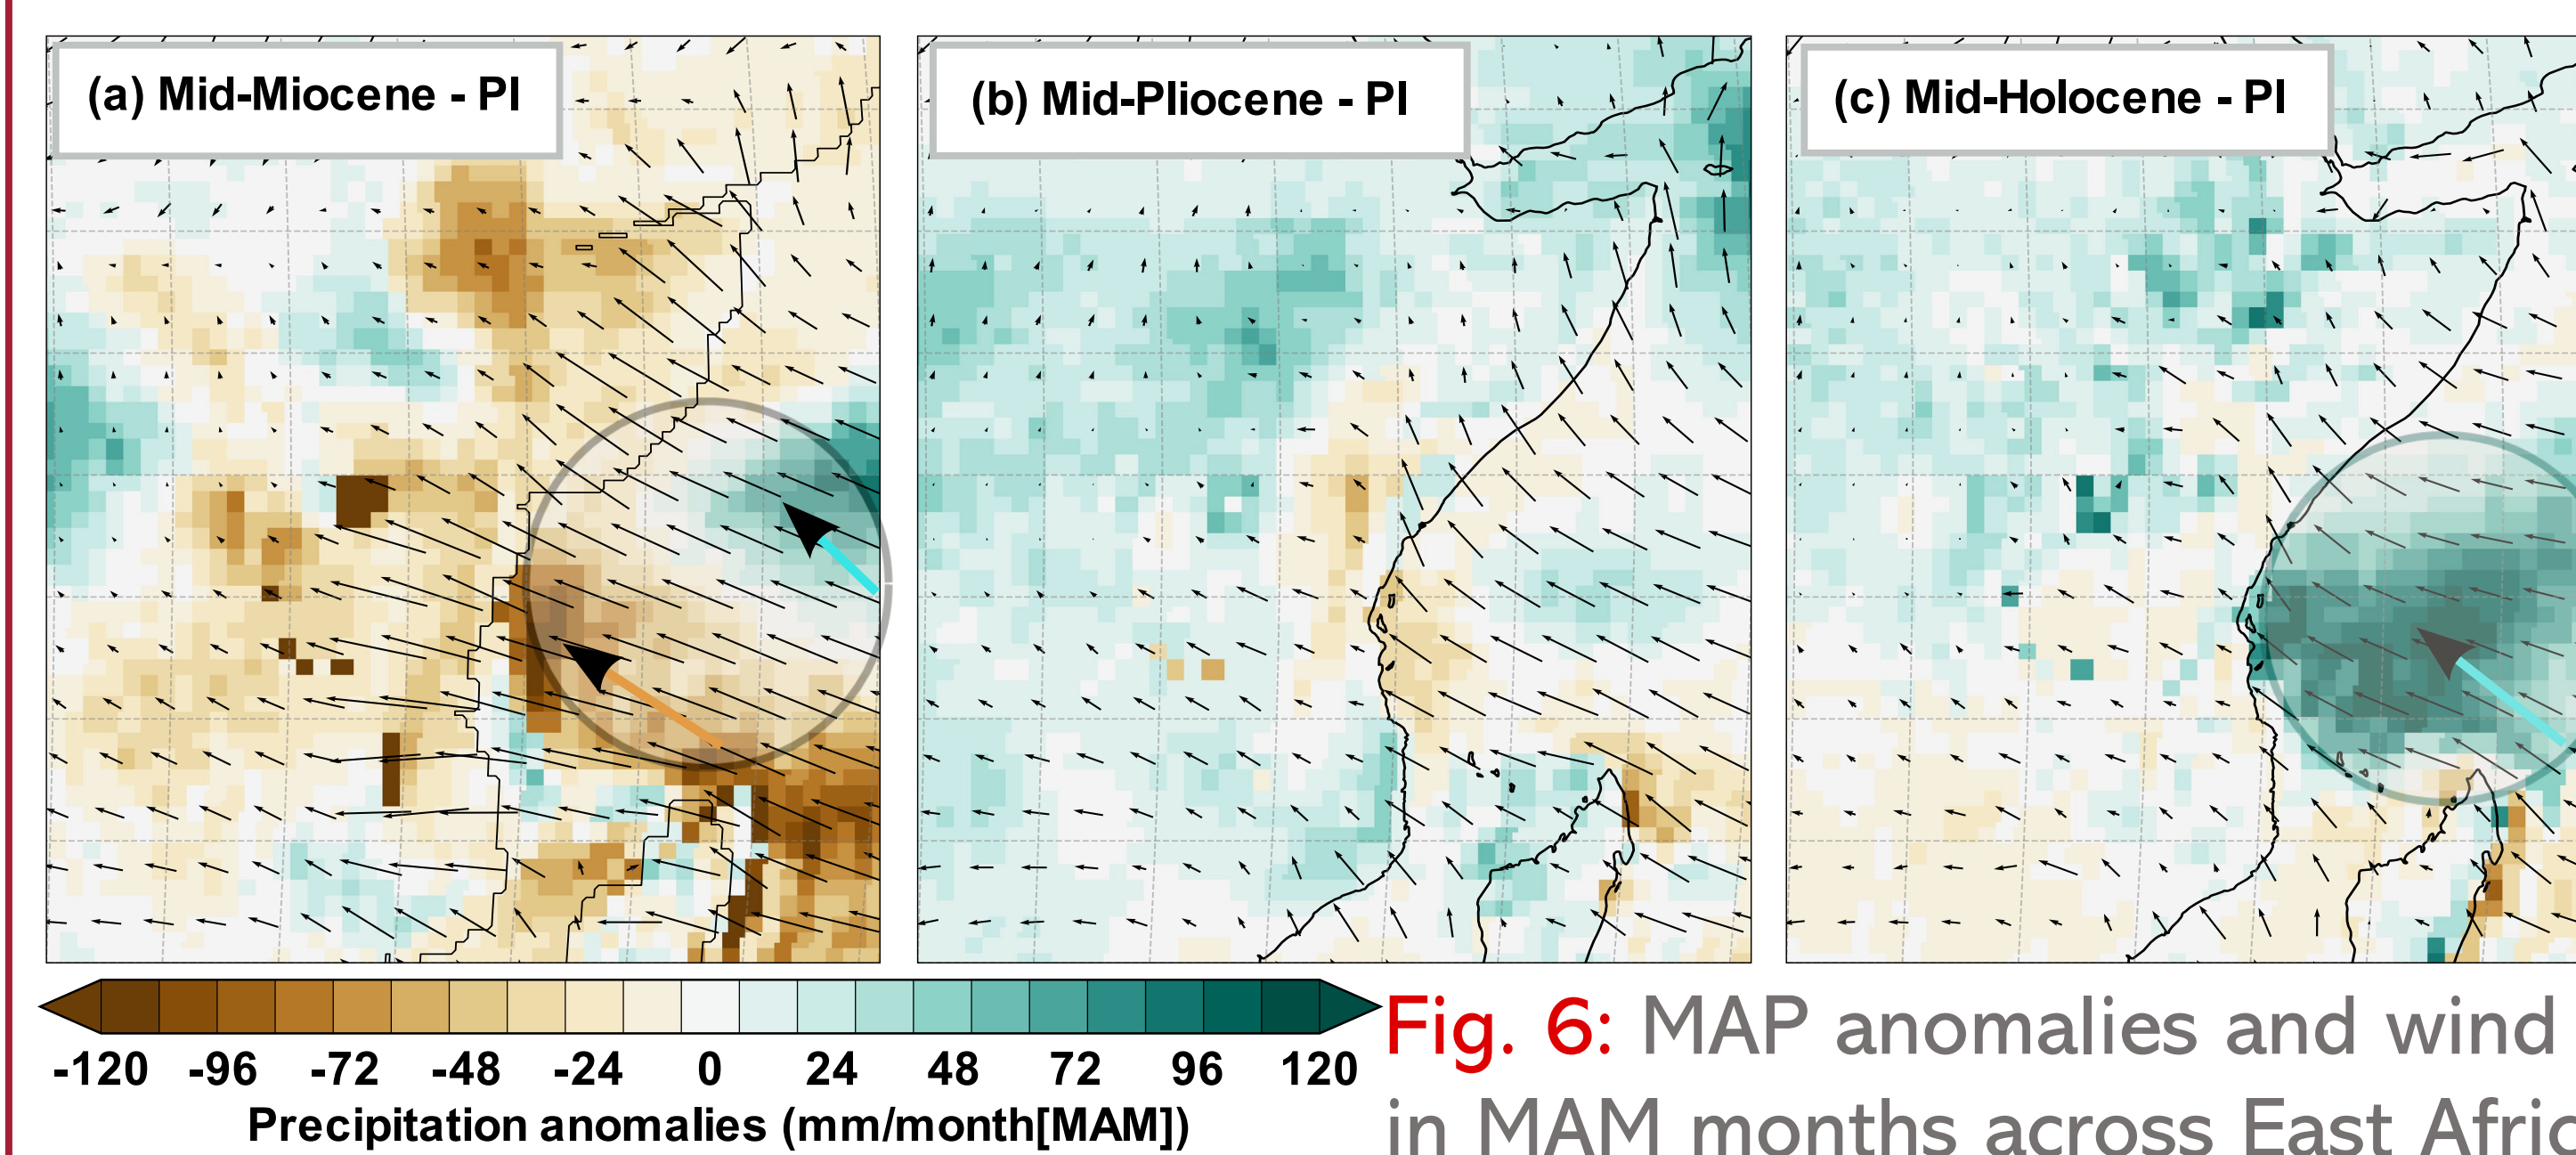 (a) Mid-Miocene - PI
(b) Mid-Pliocene - PI
(c) Mid-Holocene - PI
-120 -96 -72 -48 -24 0 24 48 72 96 120
Precipitation anomalies (mm/month[MAM])
Fig. 6: MAP anomalies and wind
in MAM months across East